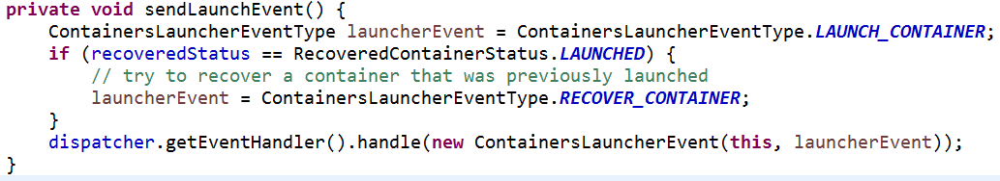 private void sendLaunchEvent() {
    ContainersLauncherEventType launcherEvent = ContainersLauncherEventType.LAUNCH_CONTAINER;
    if (recoveredStatus == RecoveredContainerStatus.LAUNCHED) {
        // try to recover a container that was previously launched
        launcherEvent = ContainersLauncherEventType.RECOVER_CONTAINER;
    }
    dispatcher.getEventHandler().handle(new ContainersLauncherEvent(this, launcherEvent));
}